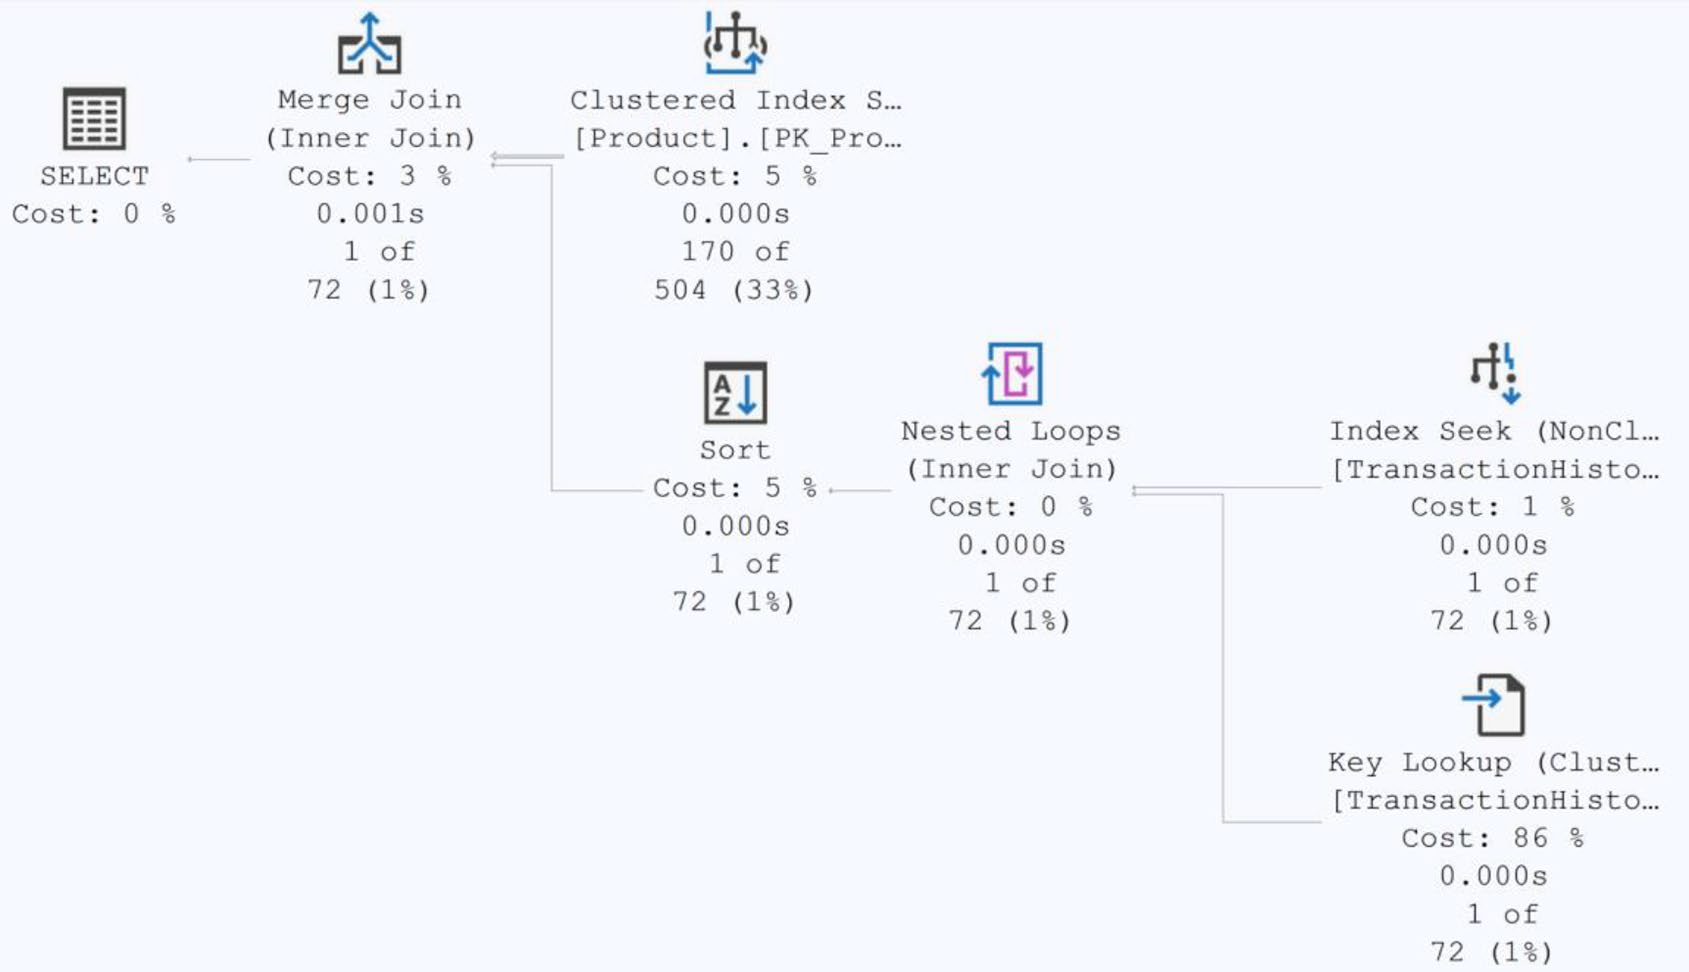 SELECT
Cost: 0 %
Merge Join
(Inner Join)
Cost: 3 %
0.001s
1 of
72 (1%)
Clustered Index S…
[Product].[PK_Pro…
Cost: 5 %
0.000s
170 of
504 (33%)
A
Z
Sort
Cost: 5 %
0.000s
1 of
72 (1%)
Nested Loops
(Inner Join)
Cost: 0 %
0.000s
1 of
72 (1%)
Index Seek (NonCl…
[TransactionHisto…
Cost: 1 %
0.000s
1 of
72 (1%)
Key Lookup (Clust…
[TransactionHisto…
Cost: 86 %
0.000s
1 of
72 (1%)